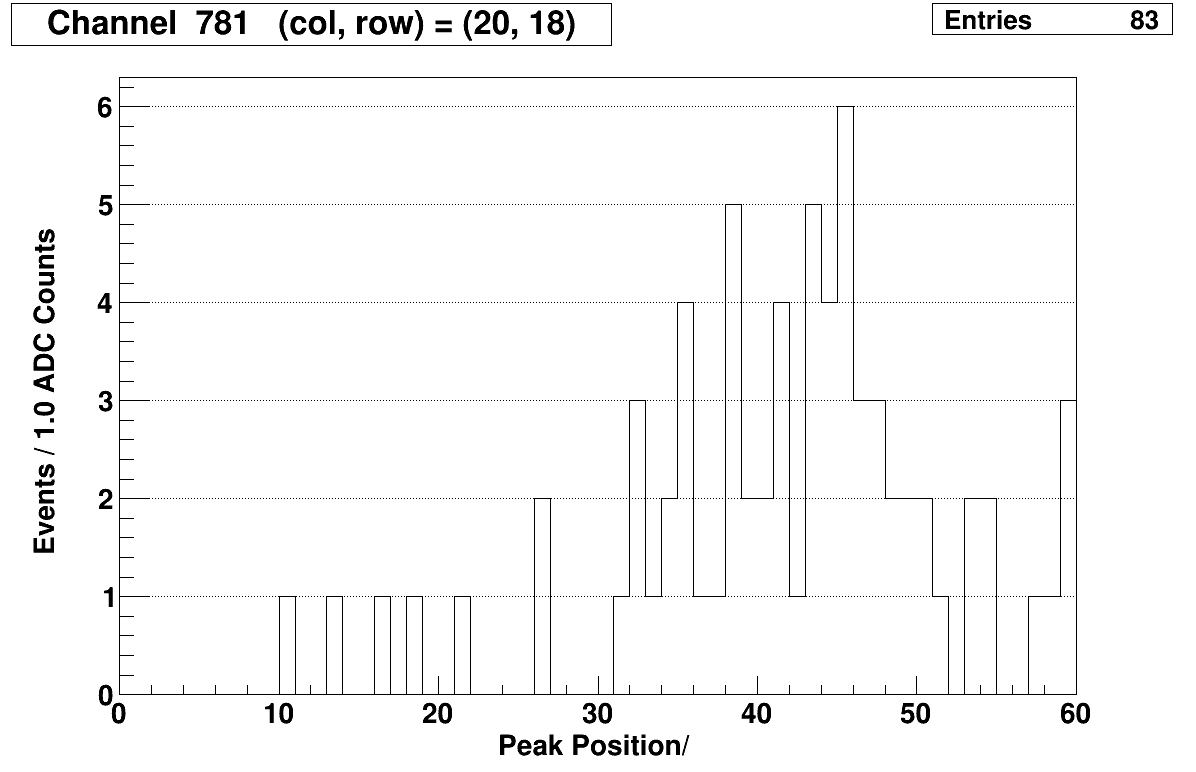 Channel 781 (col, row) = (20, 18)
Entries 83
Events / 1.0 ADC Counts
6
5
4
3
2
1
0
0 10 20 30 40 50 60
Peak Position/